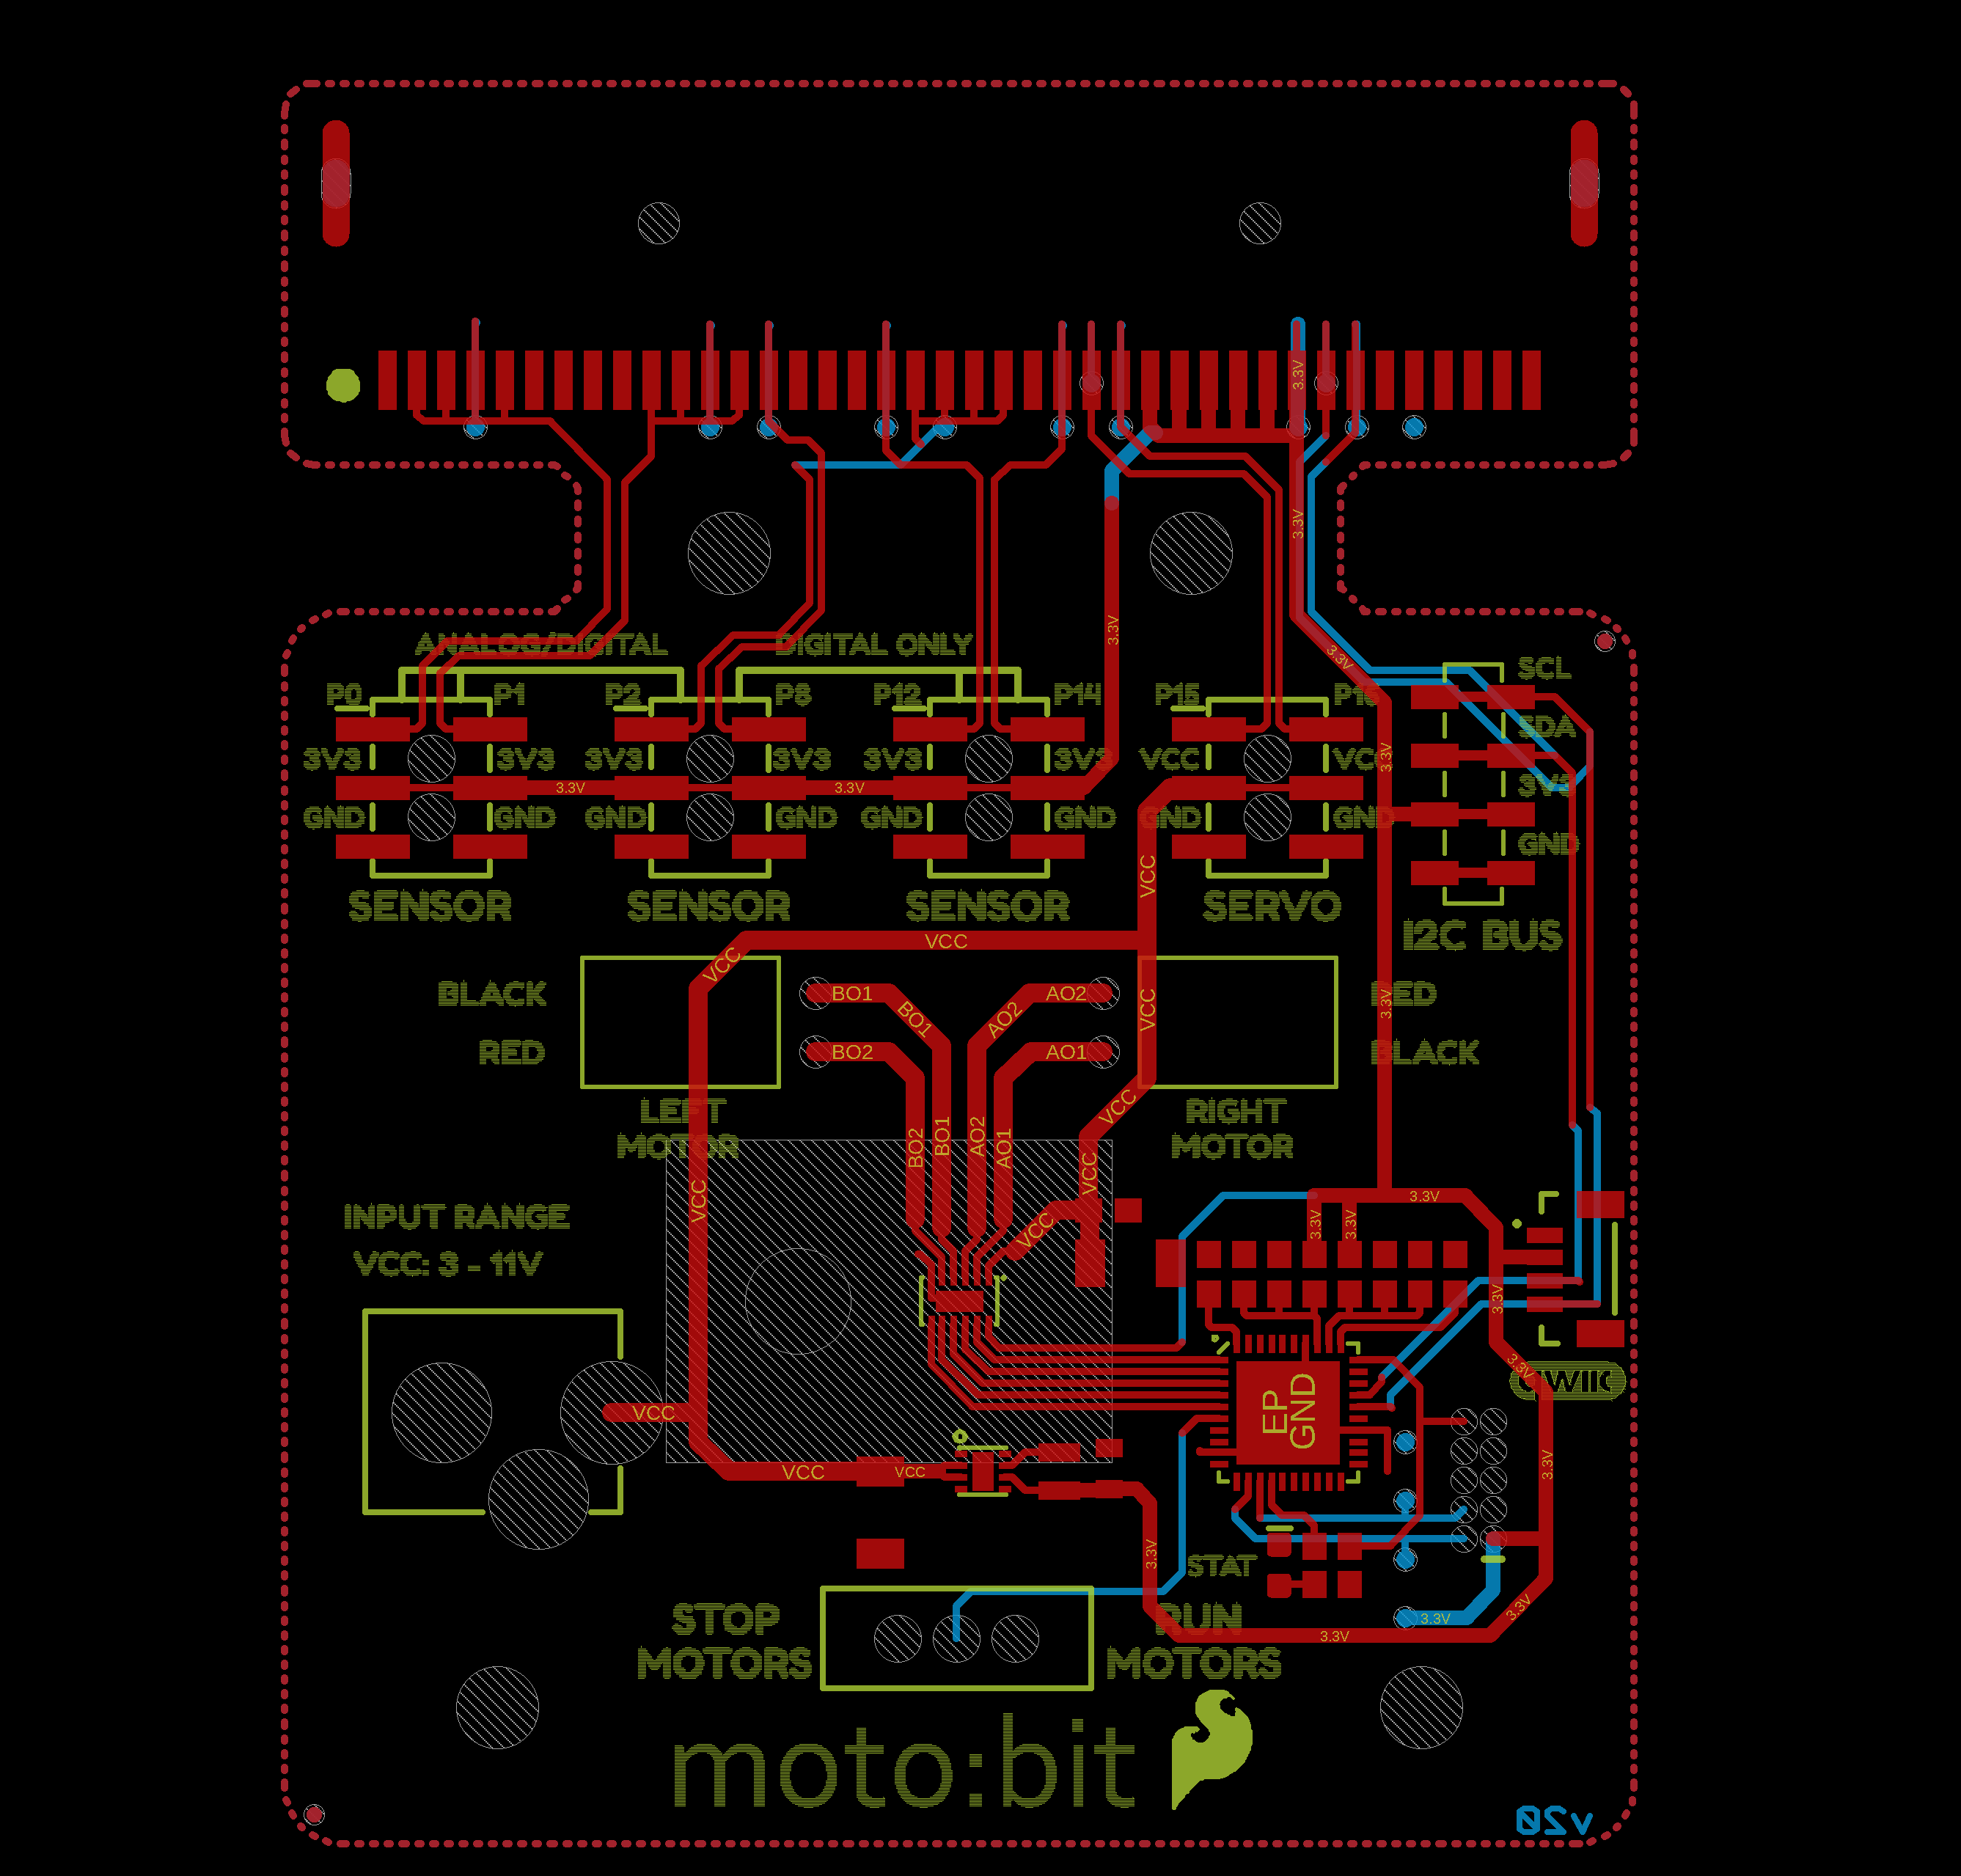 3.3V
3.3V
ANALOG/DIGITAL
DIGITAL ONLY
3.3V
3.3V
SCL
P0
P1
P2
P8
P12
P14
P15
P16
SDA
3V3
3V3
3V3
3V3
3V3
3V3
VCC
VCC
3.3V
3V3
3.3V
3.3V
GND
GND
GND
GND
GND
GND
GND
GND
GND
VCC
SENSOR
SENSOR
SENSOR
SERVO
I2C BUS
VCC
VCC
BLACK
BO1
AO2
VCC
RED
3.3V
BO1
AO2
RED
BO2
AO1
BLACK
LEFT
MOTOR
VCC
RIGHT
MOTOR
BO2
BO1
AO2
AO1
VCC
VCC
3.3V
INPUT RANGE
VCC: 3 - 11V
VCC
3.3V
3.3V
3.3V
3.3V
qwiic
EP
GND
VCC
VCC
VCC
3.3V
3.3V
STAT
3.3V
3.3V
3.3V
STOP
MOTORS
RUN
MOTORS
moto:bit
v20